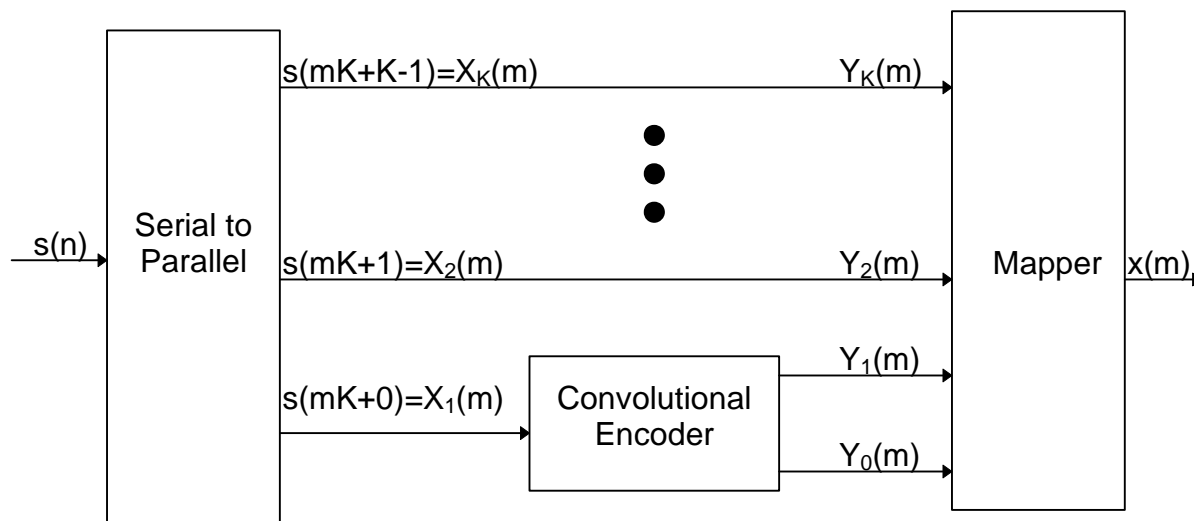 s(mK+K-1)=X_K(m)
Y_K(m)
Serial to
Parallel
s(n)
s(mK+1)=X_2(m)
Y_2(m)
Mapper
x(m)
s(mK+0)=X_1(m)
Convolutional
Encoder
Y_1(m)
Y_0(m)